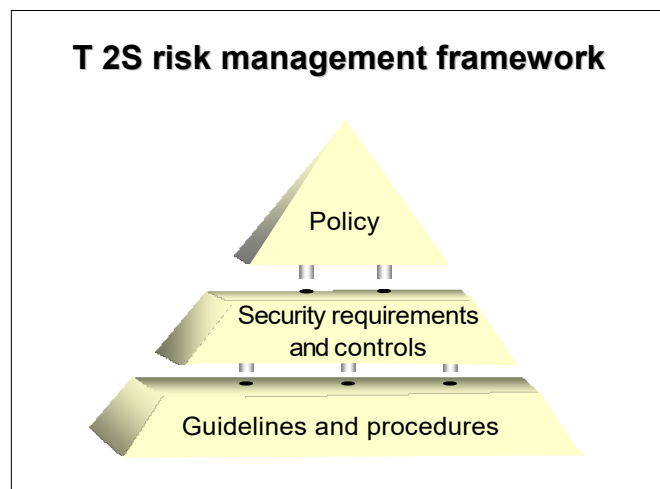 T 2S risk management framework
Policy
Security requirements
and controls
Guidelines and procedures